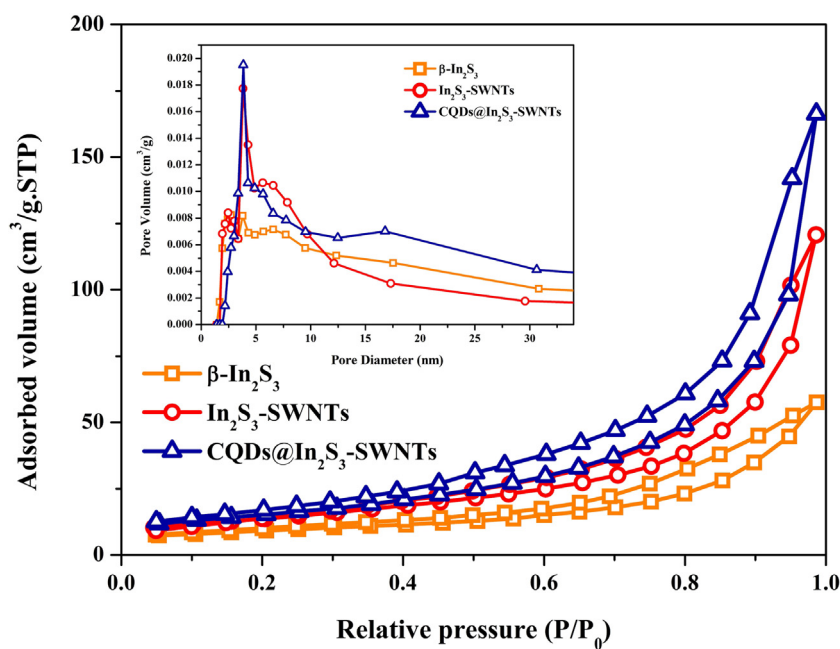 200
150
100
50
0
Adsorbed volume (cm³/g.STP)
0.0
0.2
0.4
0.6
0.8
1.0
Relative pressure (P/P₀)
β-In₂S₃
In₂S₃-SWNTs
CQDs@In₂S₃-SWNTs
0.020
0.018
0.016
0.014
0.012
0.010
0.008
0.006
0.004
0.002
0.000
Pore Volume (cm³/g)
0
5
10
15
20
25
30
Pore Diameter (nm)
β-In₂S₃
In₂S₃-SWNTs
CQDs@In₂S₃-SWNTs